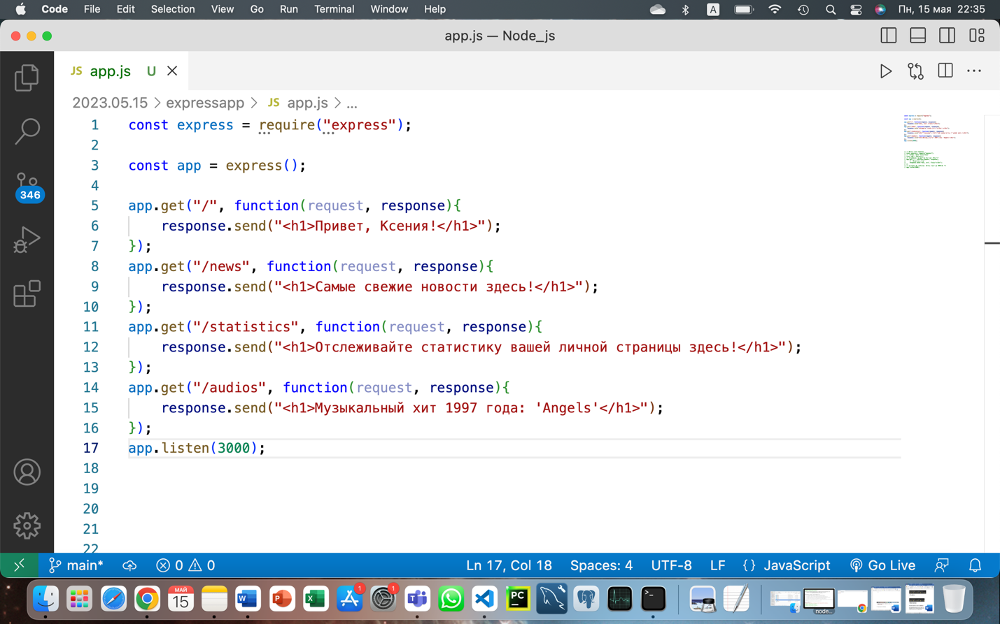 Code File Edit Selection View Go Run Terminal Window Help A Пн, 15 мая 22:35
app.js — Node_js
JS app.js U
2023.05.15 > expressapp > JS app.js > ...
1 const express = require("express");
2
3 const app = express();
4
5 app.get("/", function(request, response){
6 response.send("<h1>Привет, Ксения!</h1>");
7 });
8 app.get("/news", function(request, response){
9 response.send("<h1>Самые свежие новости здесь!</h1>");
10 });
11 app.get("/statistics", function(request, response){
12 response.send("<h1>Отслеживайте статистику вашей личной страницы здесь!</h1>");
13 });
14 app.get("/audios", function(request, response){
15 response.send("<h1>Музыкальный хит 1997 года: 'Angels'</h1>");
16 });
17 app.listen(3000);
18
19
20
21
22
346
main* 0 0 Ln 17, Col 18 Spaces: 4 UTF-8 LF {} JavaScript Go Live
МАЙ
15
W
P
X
1
1
PC
>_
node...